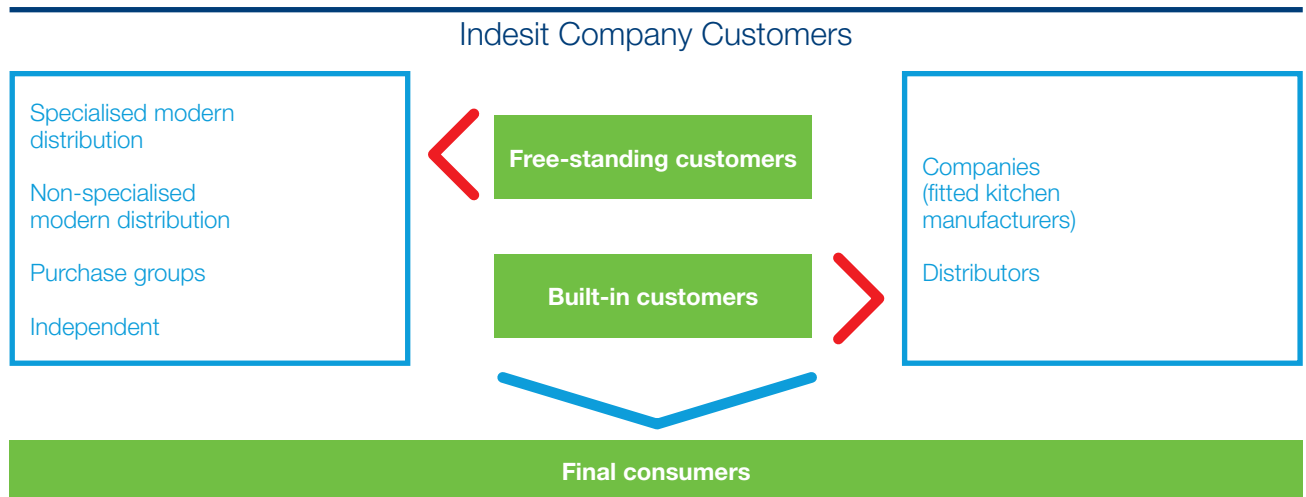 Indesit Company Customers
Specialised modern
distribution
Non-specialised
modern distribution
Purchase groups
Independent
Free-standing customers
Built-in customers
Companies
(fitted kitchen
manufacturers)
Distributors
Final consumers